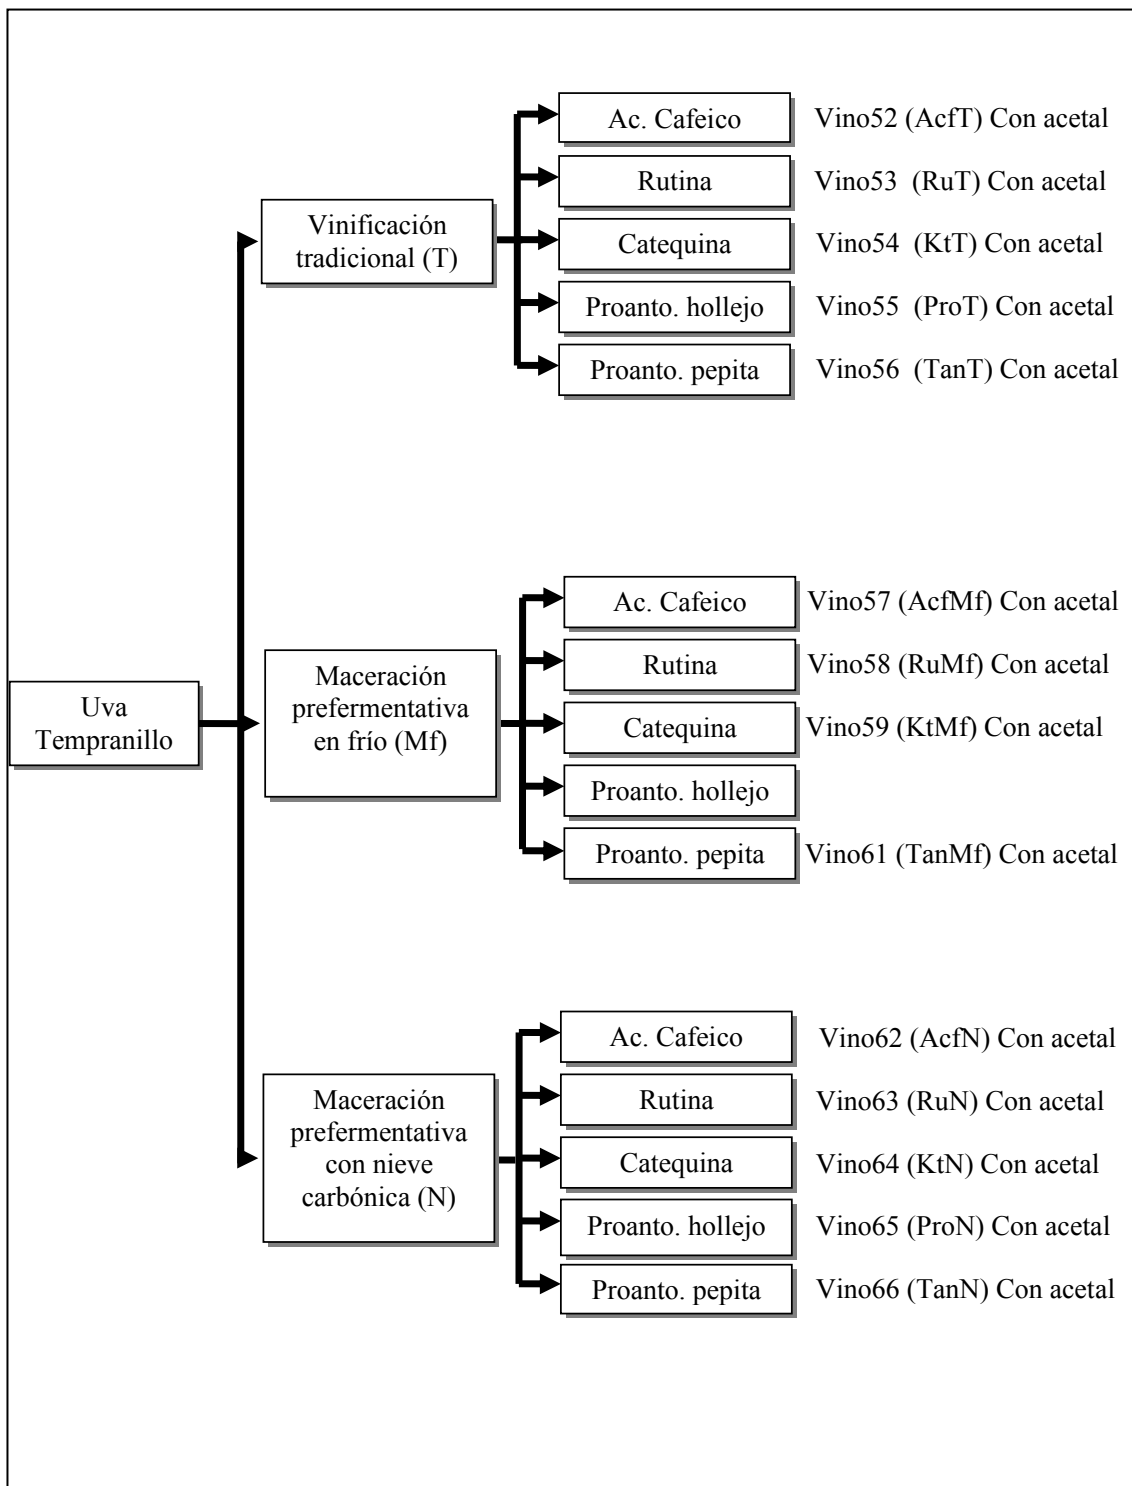 Uva
Tempranillo
Vinificación
tradicional (T)
Ac. Cafeico
Vino52 (AcfT) Con acetal
Rutina
Vino53 (RuT) Con acetal
Catequina
Vino54 (KtT) Con acetal
Proanto. hollejo
Vino55 (ProT) Con acetal
Proanto. pepita
Vino56 (TanT) Con acetal
Maceración
prefermentativa
en frío (Mf)
Ac. Cafeico
Vino57 (AcfMf) Con acetal
Rutina
Vino58 (RuMf) Con acetal
Catequina
Vino59 (KtMf) Con acetal
Proanto. hollejo
Proanto. pepita
Vino61 (TanMf) Con acetal
Maceración
prefermentativa
con nieve
carbónica (N)
Ac. Cafeico
Vino62 (AcfN) Con acetal
Rutina
Vino63 (RuN) Con acetal
Catequina
Vino64 (KtN) Con acetal
Proanto. hollejo
Vino65 (ProN) Con acetal
Proanto. pepita
Vino66 (TanN) Con acetal